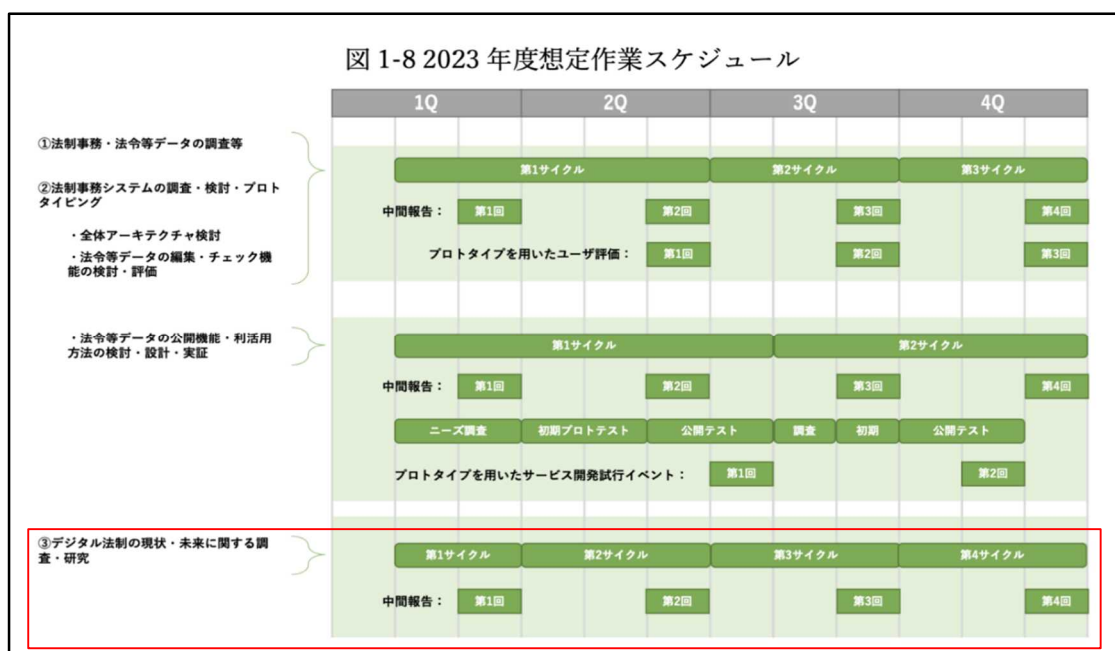 図 1-8 2023 年度想定作業スケジュール
1Q 2Q 3Q 4Q
①法制事務・法令等データの調査等
②法制事務システムの調査・検討・プロト
タイピング
・全体アーキテクチャ検討
・法令等データの編集・チェック機
能の検討・評価
第1サイクル 第2サイクル 第3サイクル
中間報告： 第1回 第2回 第3回 第4回
プロトタイプを用いたユーザ評価： 第1回 第2回 第3回
・法令等データの公開機能・利活用
方法の検討・設計・実証
第1サイクル 第2サイクル
中間報告： 第1回 第2回 第3回 第4回
ニーズ調査 初期プロトテスト 公開テスト 調査 初期 公開テスト
プロトタイプを用いたサービス開発試行イベント： 第1回 第2回
③デジタル法制の現状・未来に関する調
査・研究
第1サイクル 第2サイクル 第3サイクル 第4サイクル
中間報告： 第1回 第2回 第3回 第4回